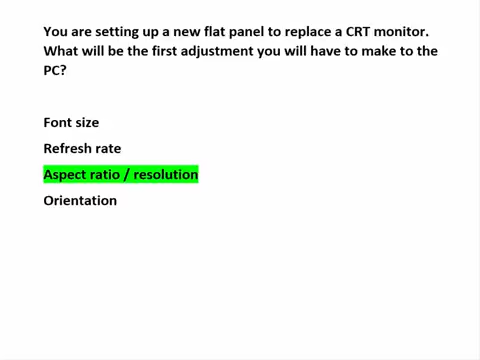 You are setting up a new flat panel to replace a CRT monitor.
What will be the first adjustment you will have to make to the
PC?
Font size
Refresh rate
Aspect ratio / resolution
Orientation